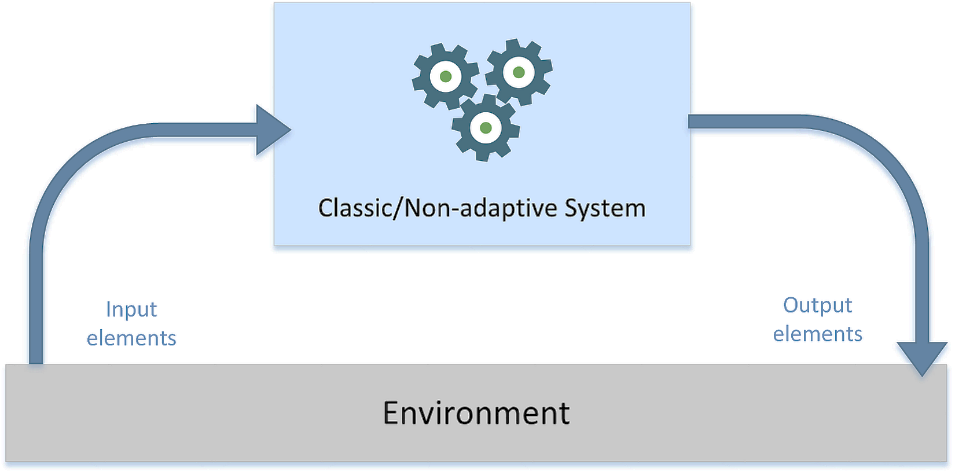 Classic/Non-adaptive System
Input
elements
Output
elements
Environment